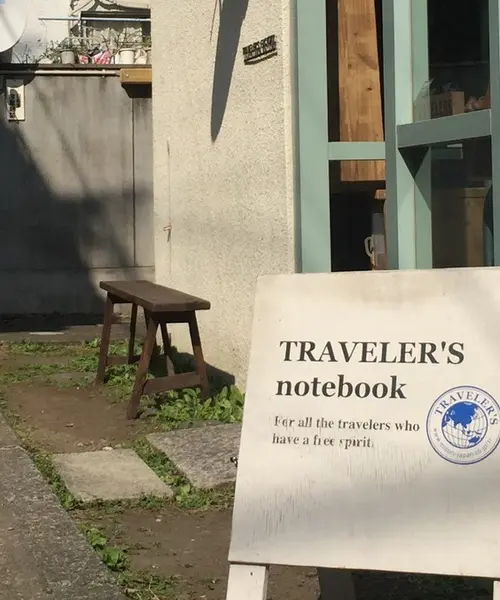 TRAVELER'S
notebook
For all the travelers who
have a free spirit.
TRAVELER'S